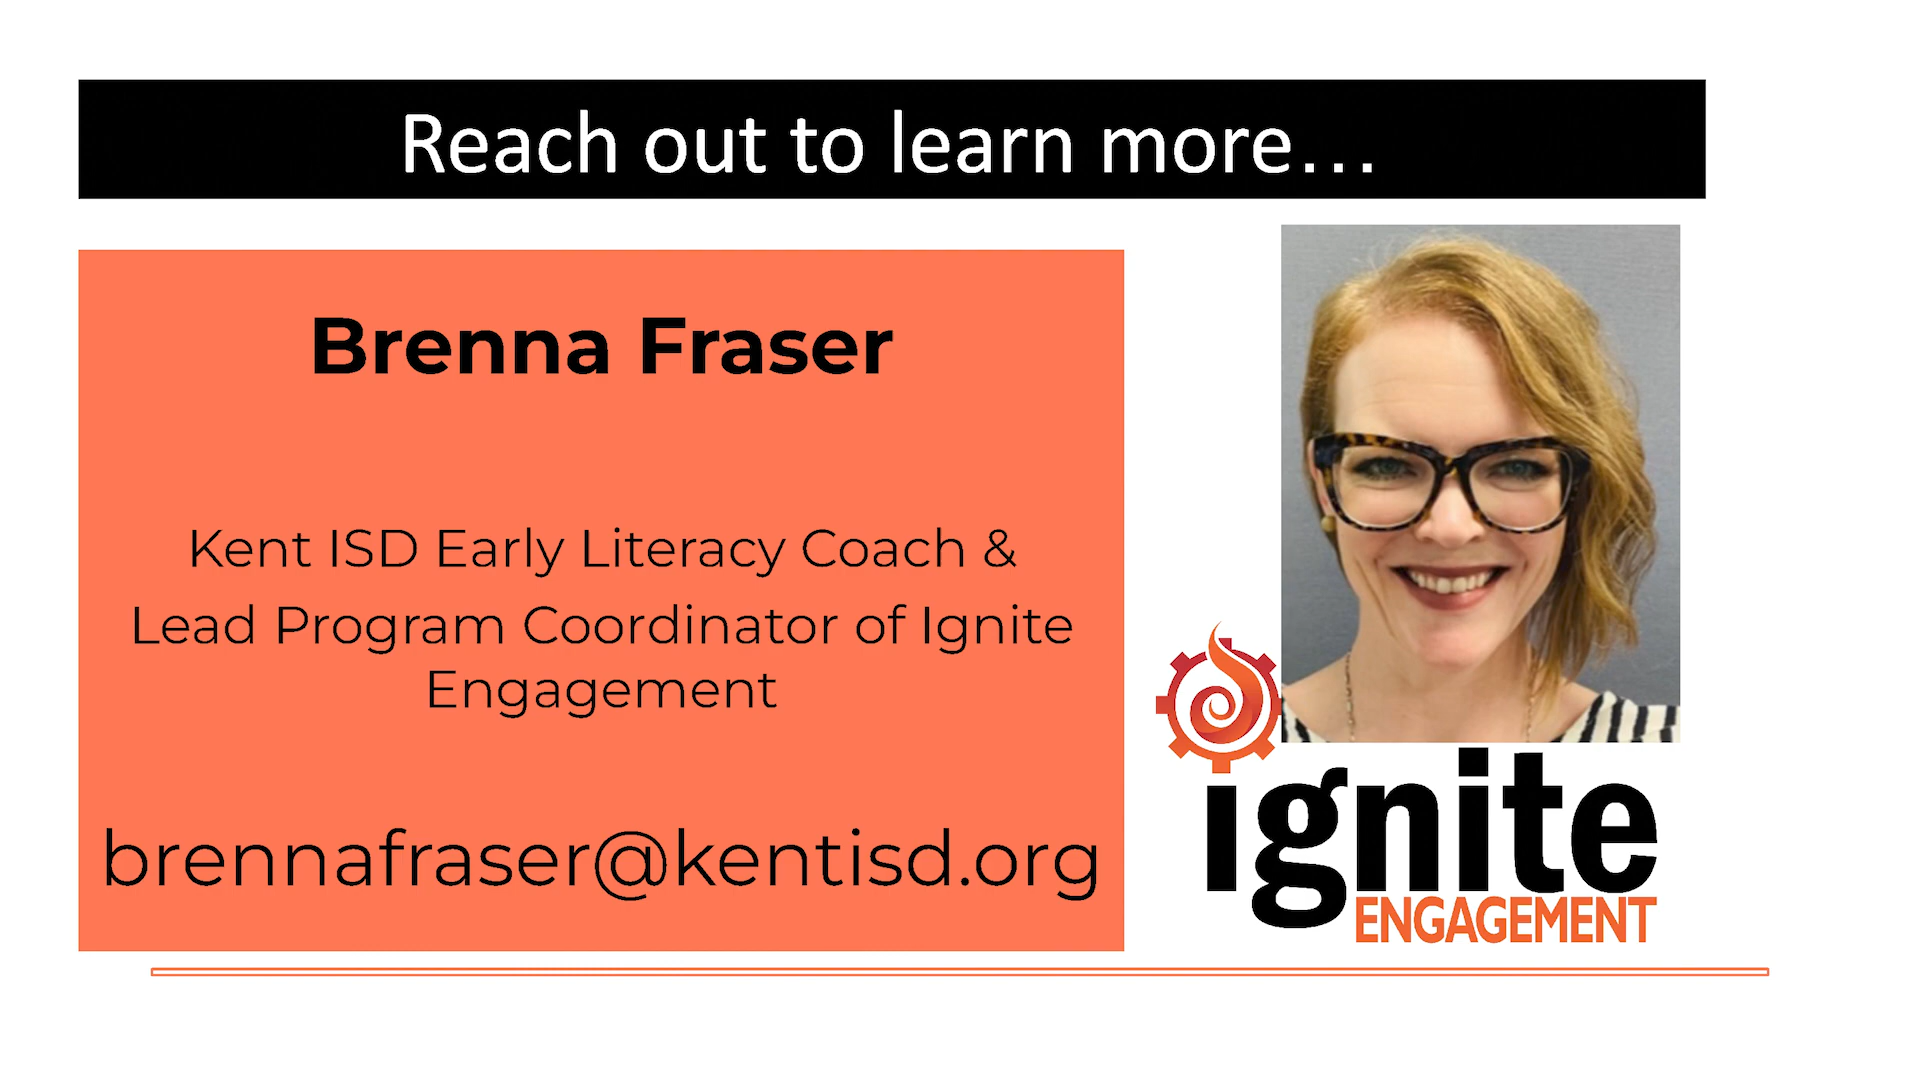 Reach out to learn more...
Brenna Fraser
Kent ISD Early Literacy Coach &
Lead Program Coordinator of Ignite
Engagement
brennafraser@kentisd.org
ignite
ENGAGEMENT